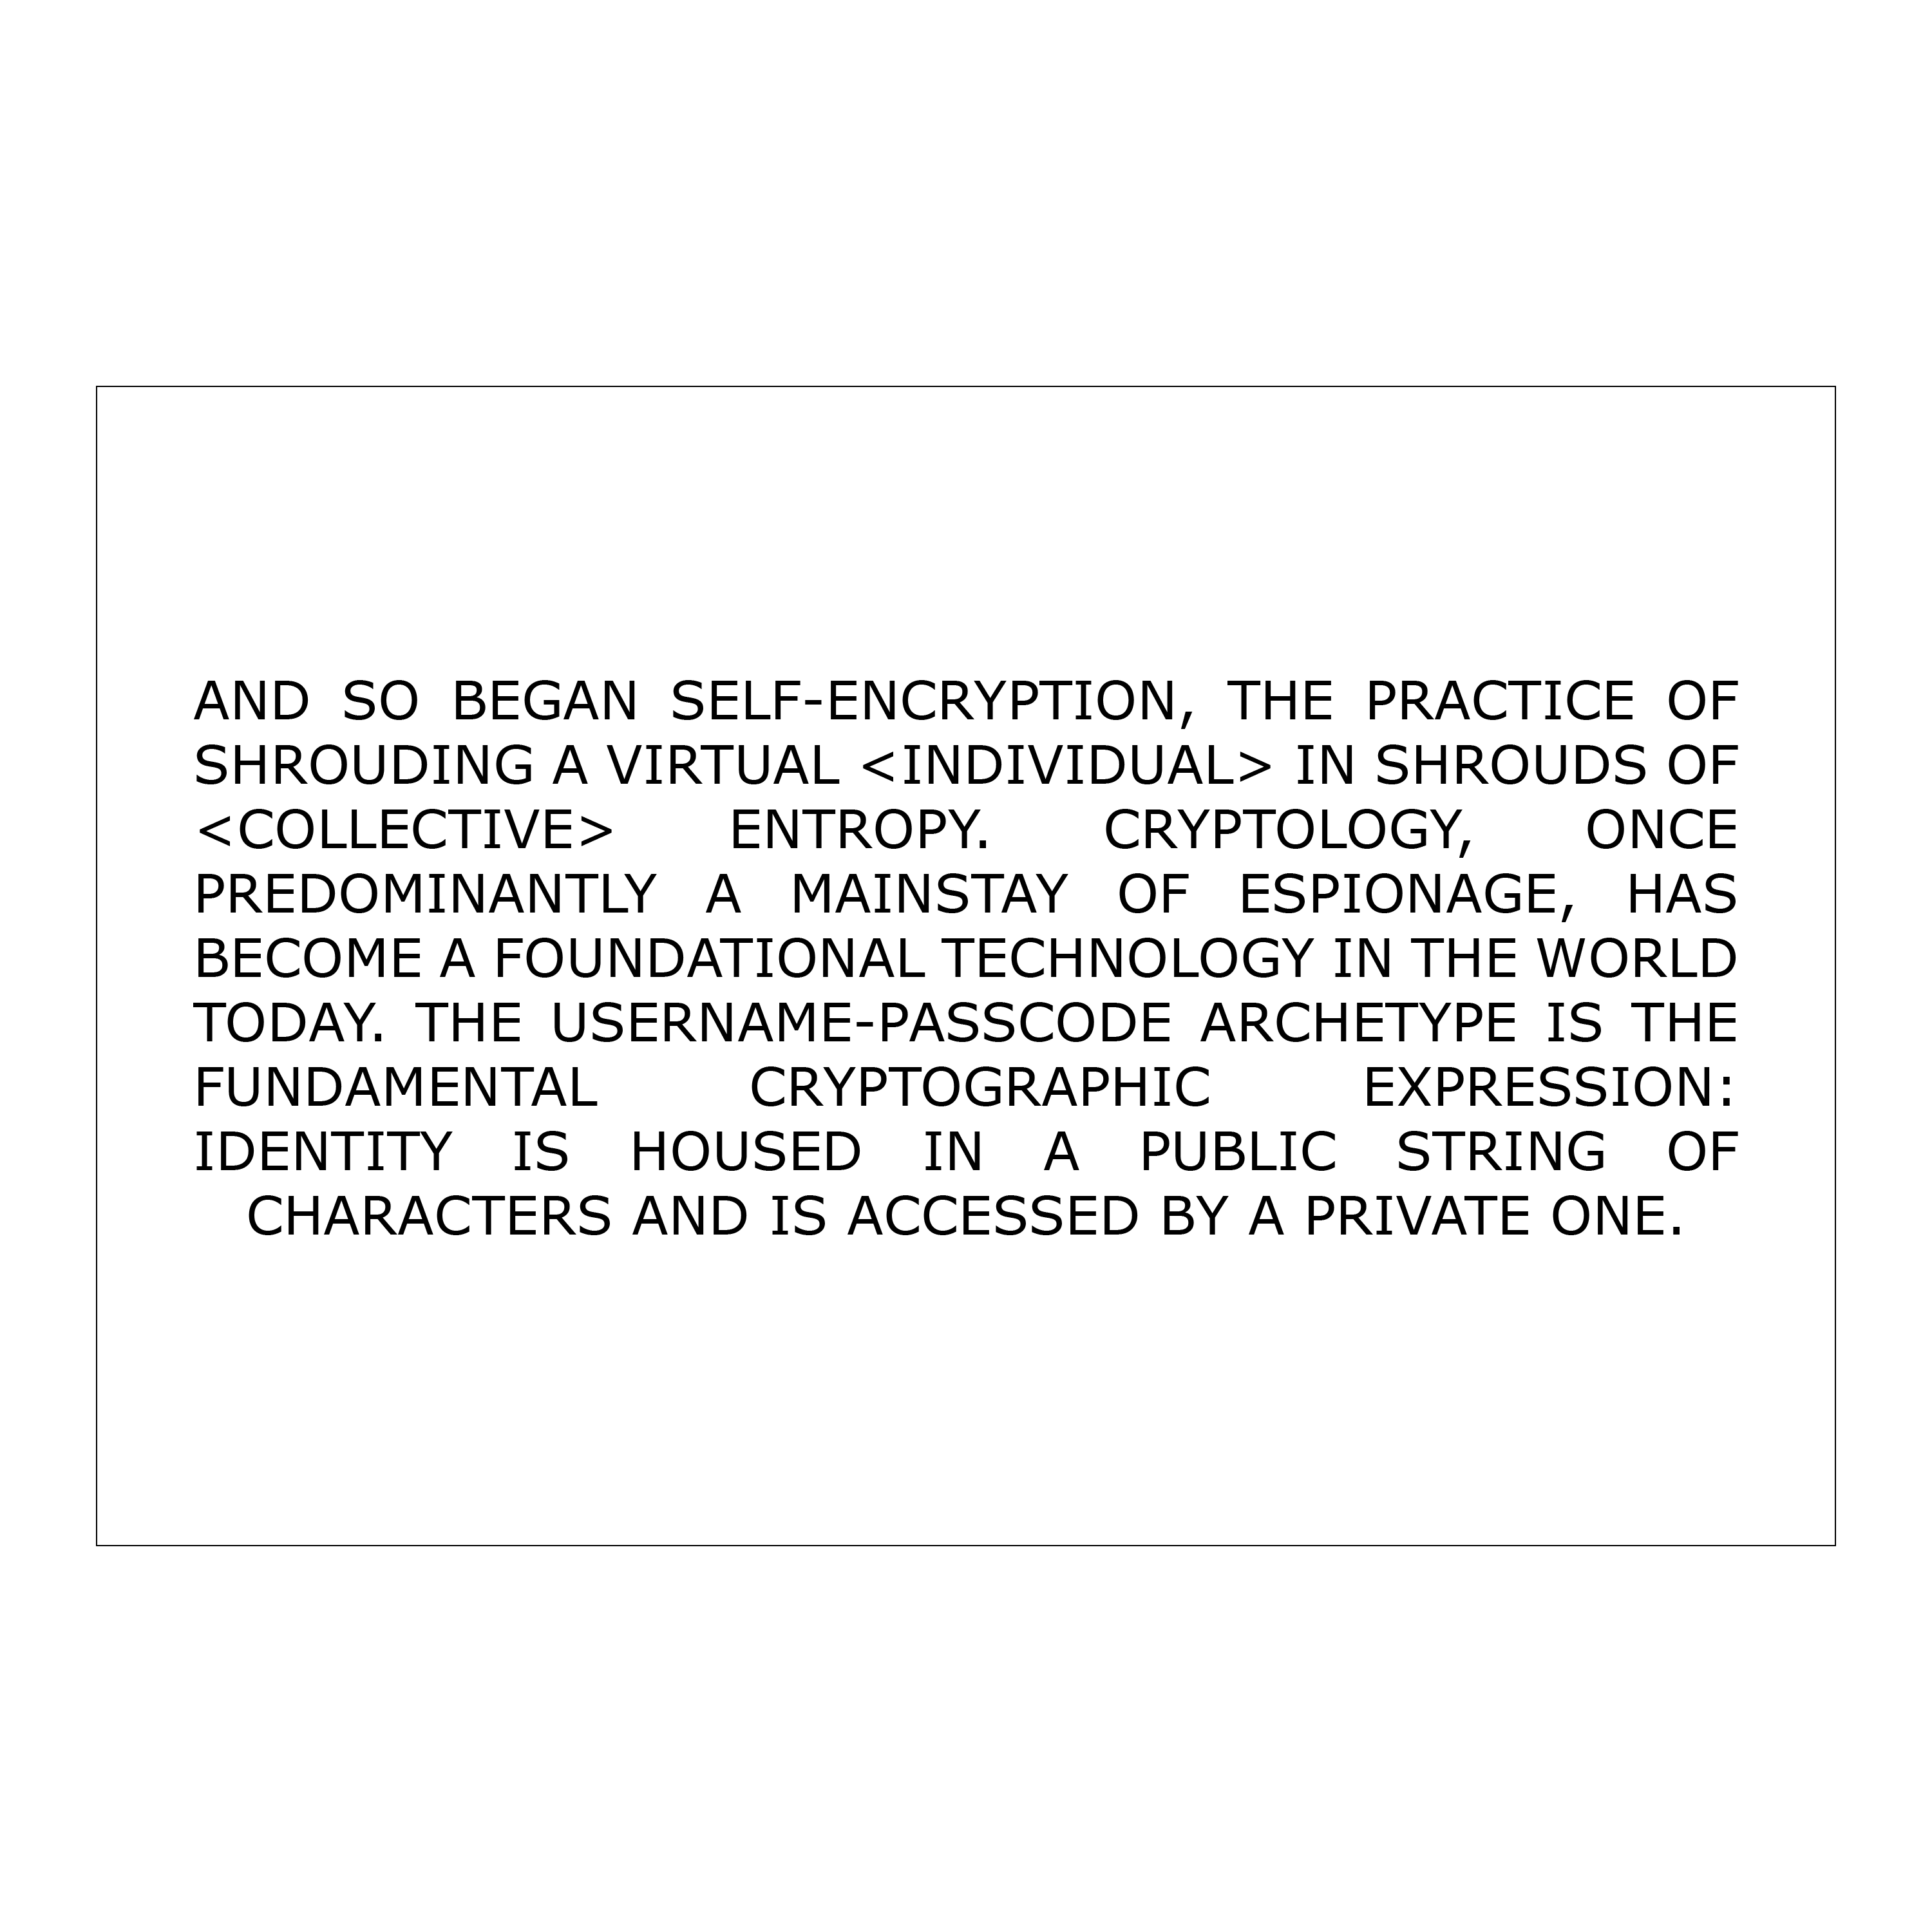 AND SO BEGAN SELF-ENCRYPTION, THE PRACTICE OF
SHROUDING A VIRTUAL <INDIVIDUAL> IN SHROUDS OF
<COLLECTIVE> ENTROPY. CRYPTOLOGY, ONCE
PREDOMINANTLY A MAINSTAY OF ESPIONAGE, HAS
BECOME A FOUNDATIONAL TECHNOLOGY IN THE WORLD
TODAY. THE USERNAME-PASSCODE ARCHETYPE IS THE
FUNDAMENTAL CRYPTOGRAPHIC EXPRESSION:
IDENTITY IS HOUSED IN A PUBLIC STRING OF
CHARACTERS AND IS ACCESSED BY A PRIVATE ONE.